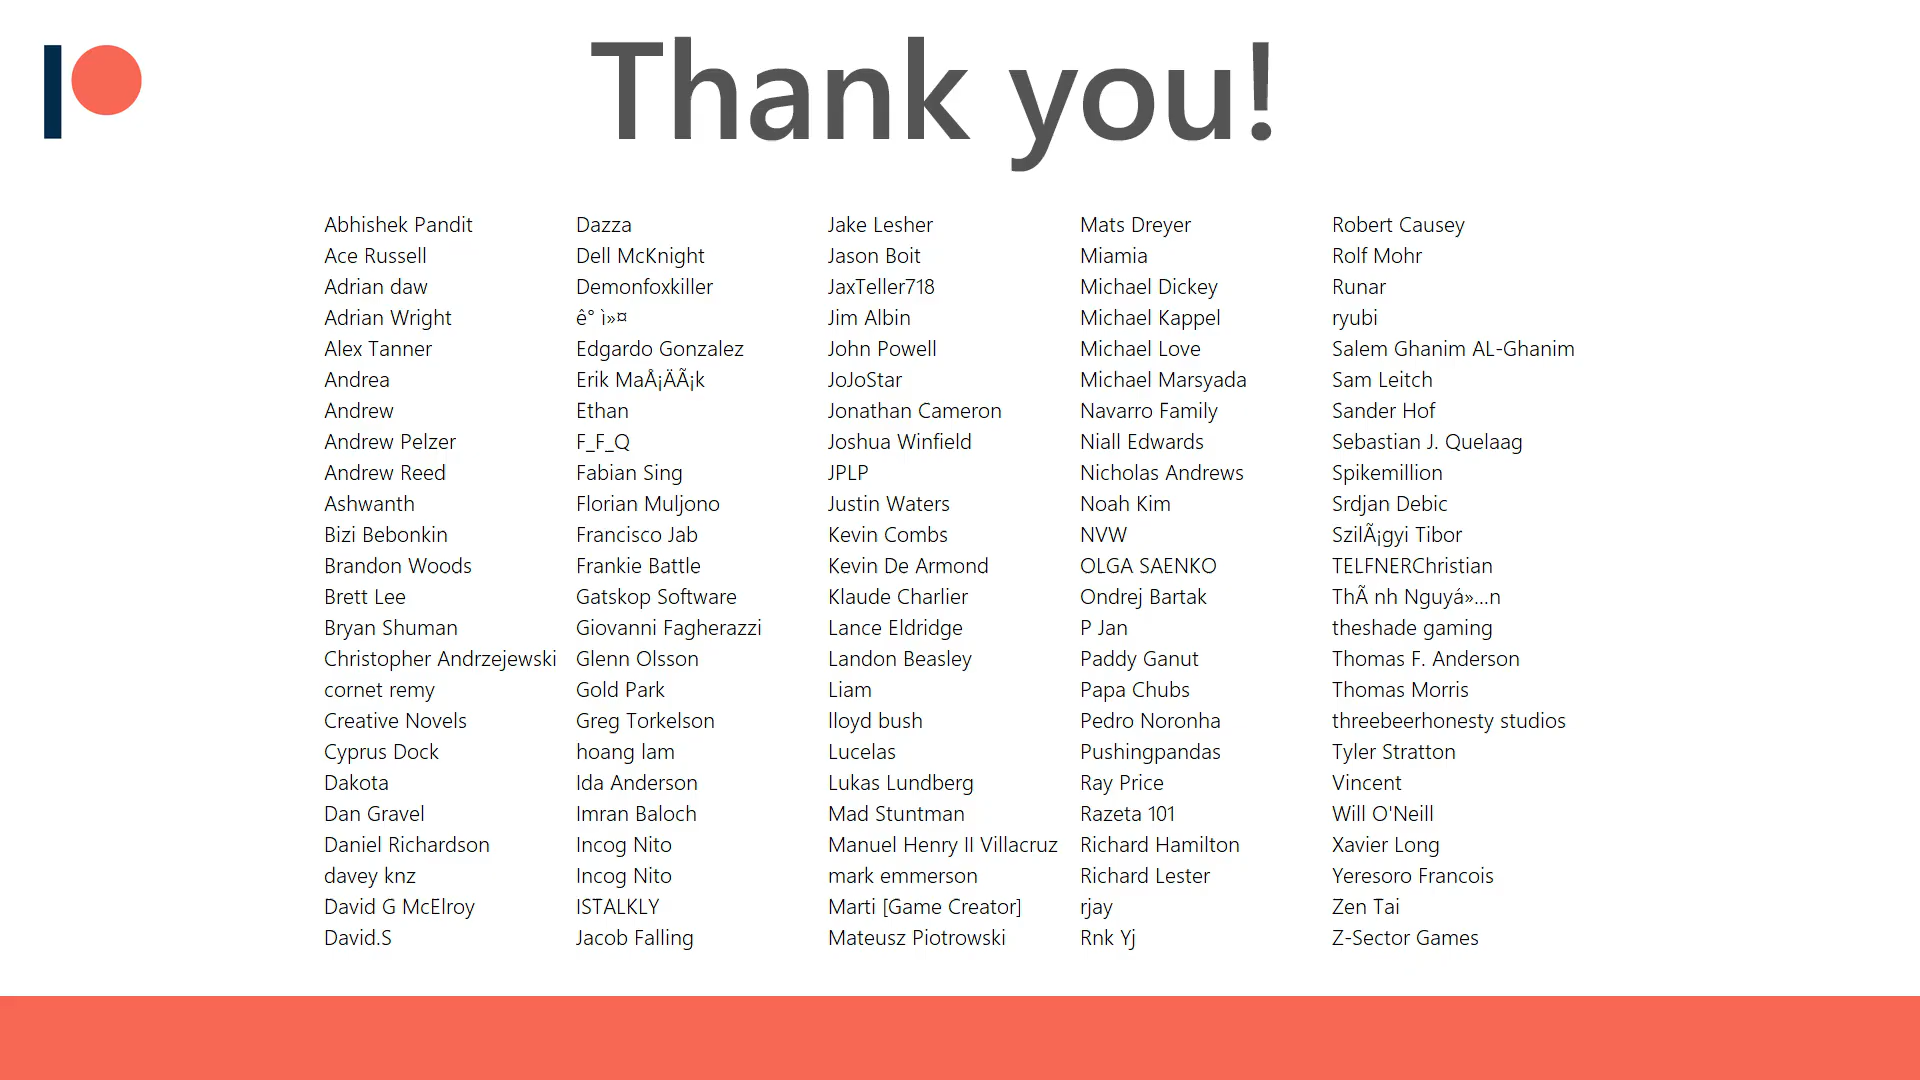 Thank you!
Abhishek Pandit
Ace Russell
Adrian daw
Adrian Wright
Alex Tanner
Andrea
Andrew
Andrew Pelzer
Andrew Reed
Ashwanth
Bizi Bebonkin
Brandon Woods
Brett Lee
Bryan Shuman
Christopher Andrzejewski
cornet remy
Creative Novels
Cyprus Dock
Dakota
Dan Gravel
Daniel Richardson
davey knz
David G McElroy
David.S
Dazza
Dell McKnight
Demonfoxkiller
ê° ì»¤
Edgardo Gonzalez
Erik MaÅ¡ÄÃ¡k
Ethan
F_F_Q
Fabian Sing
Florian Muljono
Francisco Jab
Frankie Battle
Gatskop Software
Giovanni Fagherazzi
Glenn Olsson
Gold Park
Greg Torkelson
hoang lam
Ida Anderson
Imran Baloch
Incog Nito
Incog Nito
ISTALKLY
Jacob Falling
Jake Lesher
Jason Boit
JaxTeller718
Jim Albin
John Powell
JoJoStar
Jonathan Cameron
Joshua Winfield
JPLP
Justin Waters
Kevin Combs
Kevin De Armond
Klaude Charlier
Lance Eldridge
Landon Beasley
Liam
lloyd bush
Lucelas
Lukas Lundberg
Mad Stuntman
Manuel Henry II Villacruz
mark emmerson
Marti [Game Creator]
Mateusz Piotrowski
Mats Dreyer
Miamia
Michael Dickey
Michael Kappel
Michael Love
Michael Marsyada
Navarro Family
Niall Edwards
Nicholas Andrews
Noah Kim
NVW
OLGA SAENKO
Ondrej Bartak
P Jan
Paddy Ganut
Papa Chubs
Pedro Noronha
Pushingpandas
Ray Price
Razeta 101
Richard Hamilton
Richard Lester
rjay
Rnk Yj
Robert Causey
Rolf Mohr
Runar
ryubi
Salem Ghanim AL-Ghanim
Sam Leitch
Sander Hof
Sebastian J. Quelaag
Spikemillion
Srdjan Debic
SzilÃ¡gyi Tibor
TELFNERChristian
ThÃ nh Nguyá»…n
theshade gaming
Thomas F. Anderson
Thomas Morris
threebeerhonesty studios
Tyler Stratton
Vincent
Will O'Neill
Xavier Long
Yeresoro Francois
Zen Tai
Z-Sector Games